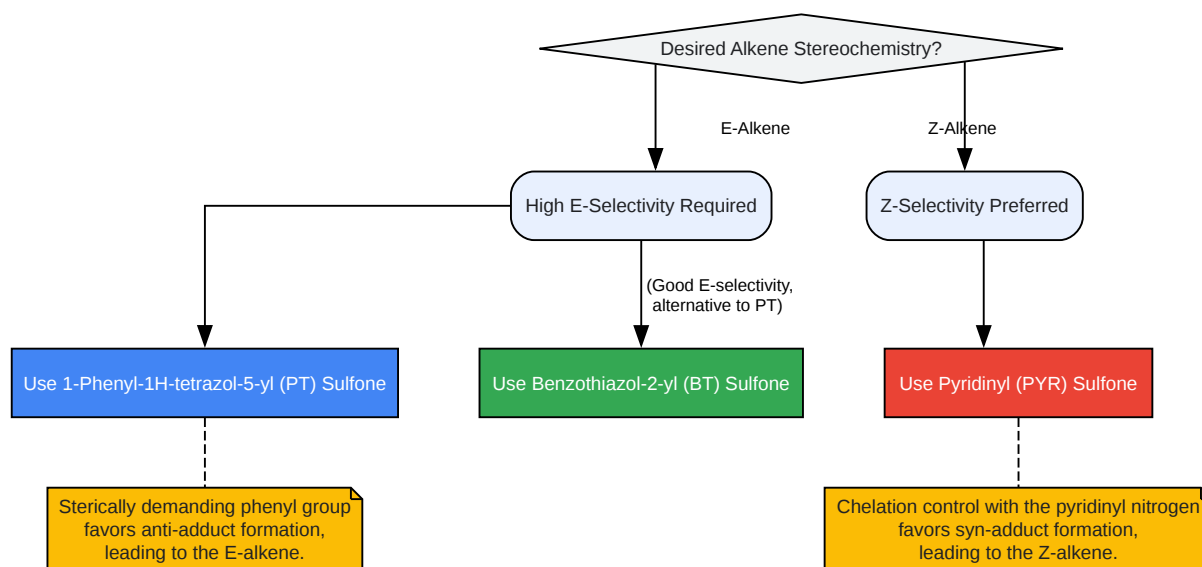 Desired Alkene Stereochemistry?
E-Alkene
Z-Alkene
High E-Selectivity Required
Z-Selectivity Preferred
(Good E-selectivity,
alternative to PT)
Use 1-Phenyl-1H-tetrazol-5-yl (PT) Sulfone
Use Benzothiazol-2-yl (BT) Sulfone
Use Pyridinyl (PYR) Sulfone
Sterically demanding phenyl group
favors anti-adduct formation,
leading to the E-alkene.
Chelation control with the pyridinyl nitrogen
favors syn-adduct formation,
leading to the Z-alkene.